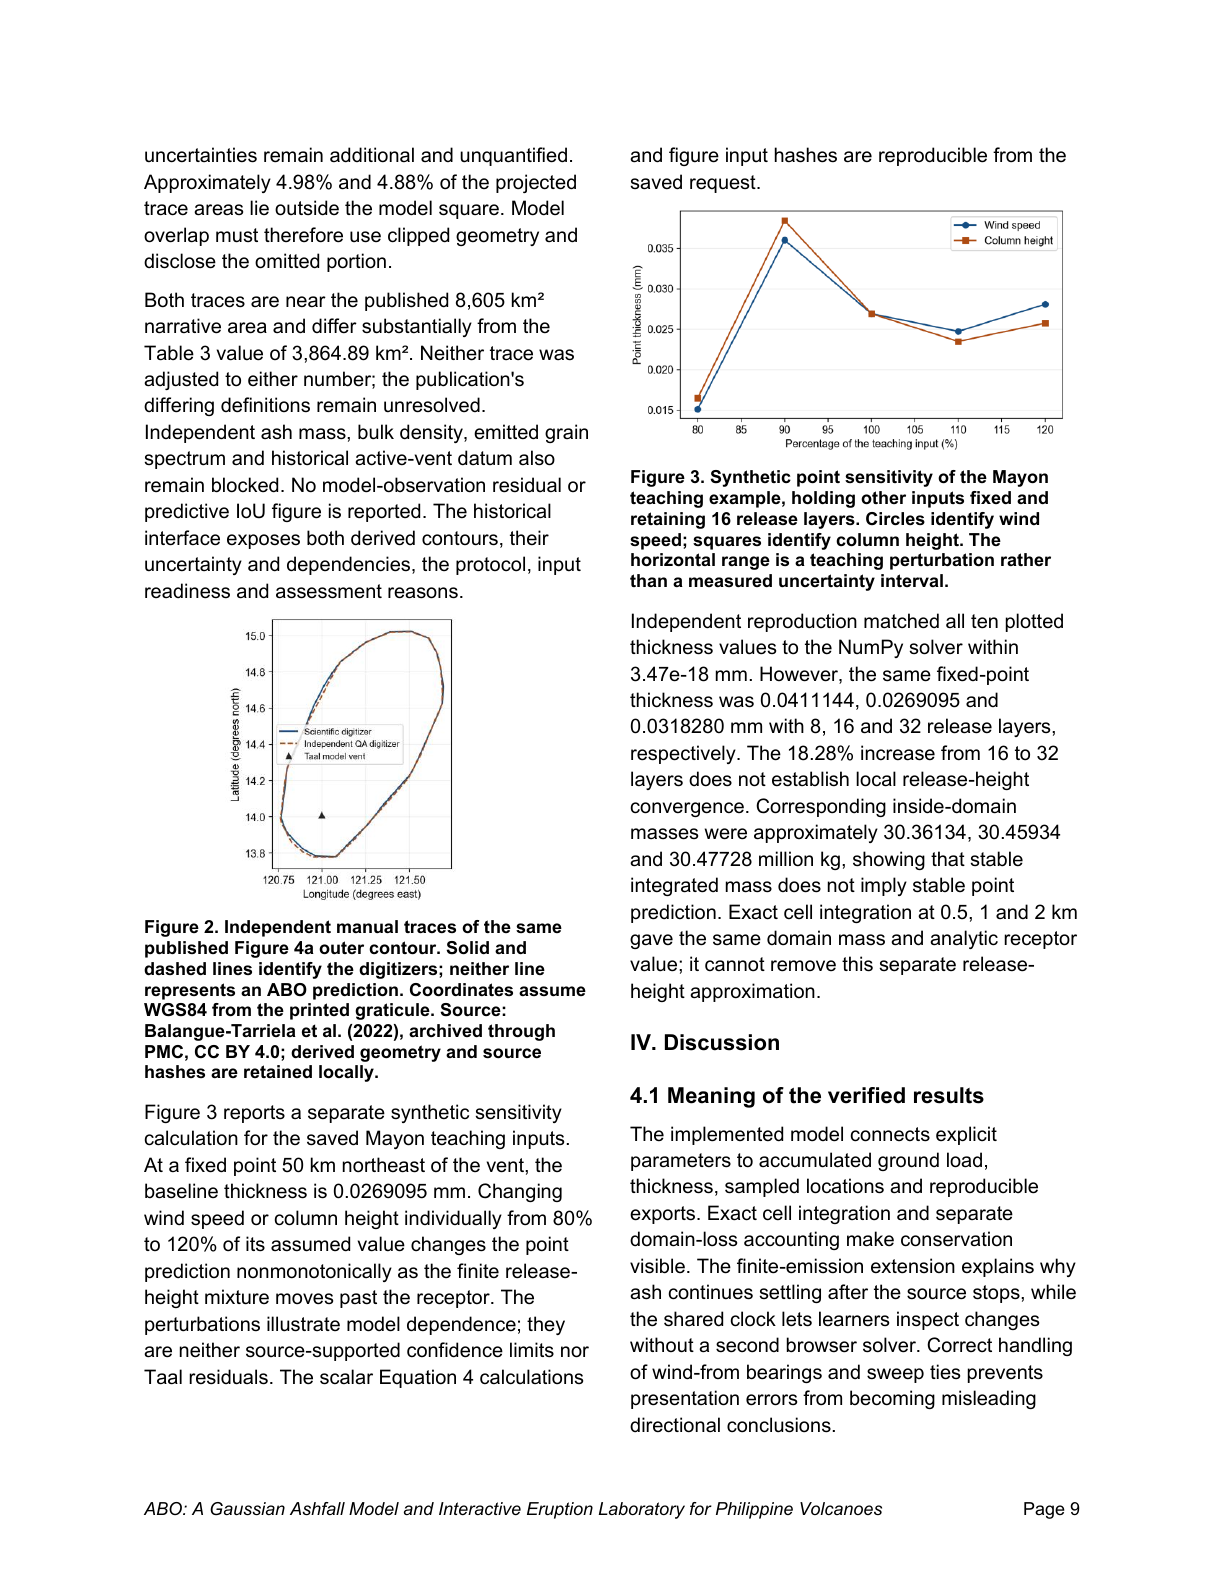 uncertainties remain additional and unquantified.
Approximately 4.98% and 4.88% of the projected
trace areas lie outside the model square. Model
overlap must therefore use clipped geometry and
disclose the omitted portion.
Both traces are near the published 8,605 km²
narrative area and differ substantially from the
Table 3 value of 3,864.89 km². Neither trace was
adjusted to either number; the publication's
differing definitions remain unresolved.
Independent ash mass, bulk density, emitted grain
spectrum and historical active-vent datum also
remain blocked. No model-observation residual or
predictive IoU figure is reported. The historical
interface exposes both derived contours, their
uncertainty and dependencies, the protocol, input
readiness and assessment reasons.
15.0
14.8
14.6
14.4
14.2
14.0
13.8
Latitude (degrees north)
Scientific digitizer
Independent QA digitizer
Taal model vent
120.75 121.00 121.25 121.50
Longitude (degrees east)
Figure 2. Independent manual traces of the same
published Figure 4a outer contour. Solid and
dashed lines identify the digitizers; neither line
represents an ABO prediction. Coordinates assume
WGS84 from the printed graticule. Source:
Balangue-Tarriela et al. (2022), archived through
PMC, CC BY 4.0; derived geometry and source
hashes are retained locally.
Figure 3 reports a separate synthetic sensitivity
calculation for the saved Mayon teaching inputs.
At a fixed point 50 km northeast of the vent, the
baseline thickness is 0.0269095 mm. Changing
wind speed or column height individually from 80%
to 120% of its assumed value changes the point
prediction nonmonotonically as the finite release-
height mixture moves past the receptor. The
perturbations illustrate model dependence; they
are neither source-supported confidence limits nor
Taal residuals. The scalar Equation 4 calculations
and figure input hashes are reproducible from the
saved request.
Wind speed
Column height
0.035
0.030
0.025
0.020
0.015
Point thickness (mm)
80 85 90 95 100 105 110 115 120
Percentage of the teaching input (%)
Figure 3. Synthetic point sensitivity of the Mayon
teaching example, holding other inputs fixed and
retaining 16 release layers. Circles identify wind
speed; squares identify column height. The
horizontal range is a teaching perturbation rather
than a measured uncertainty interval.
Independent reproduction matched all ten plotted
thickness values to the NumPy solver within
3.47e-18 mm. However, the same fixed-point
thickness was 0.0411144, 0.0269095 and
0.0318280 mm with 8, 16 and 32 release layers,
respectively. The 18.28% increase from 16 to 32
layers does not establish local release-height
convergence. Corresponding inside-domain
masses were approximately 30.36134, 30.45934
and 30.47728 million kg, showing that stable
integrated mass does not imply stable point
prediction. Exact cell integration at 0.5, 1 and 2 km
gave the same domain mass and analytic receptor
value; it cannot remove this separate release-
height approximation.
IV. Discussion
4.1 Meaning of the verified results
The implemented model connects explicit
parameters to accumulated ground load,
thickness, sampled locations and reproducible
exports. Exact cell integration and separate
domain-loss accounting make conservation
visible. The finite-emission extension explains why
ash continues settling after the source stops, while
the shared clock lets learners inspect changes
without a second browser solver. Correct handling
of wind-from bearings and sweep ties prevents
presentation errors from becoming misleading
directional conclusions.
ABO: A Gaussian Ashfall Model and Interactive Eruption Laboratory for Philippine Volcanoes
Page 9